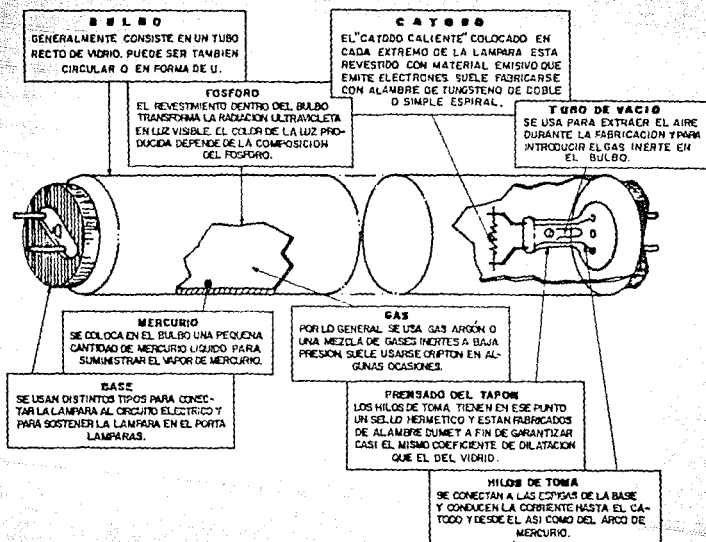 BULBO
GENERALMENTE CONSISTE EN UN TUBO
RECTO DE VIDRIO. PUEDE SER TAMBIEN
CIRCULAR O EN FORMA DE U.
CATODO
EL "CATODO CALIENTE" COLOCADO EN
CADA EXTREMO DE LA LAMPARA ESTA
REVESTIDO CON MATERIAL EMISIVO QUE
EMITE ELECTRONES. SUELE FABRICARSE
CON ALAMBRE DE TUNGSTENO DE DOBLE
O SIMPLE ESPIRAL.
FOSFORO
EL REVESTIMIENTO DENTRO DEL BULBO
TRANSFORMA LA RADIACION ULTRAVIOLETA
EN LUZ VISIBLE. EL COLOR DE LA LUZ PRO-
DUCIDA DEPENDE DE LA COMPOSICION
DEL FOSFORO.
TUBO DE VACIO
SE USA PARA EXTRAER EL AIRE
DURANTE LA FABRICACION Y PARA
INTRODUCIR EL GAS INERTE EN
EL BULBO.
MERCURIO
SE COLOCA EN EL BULBO UNA PEQUEÑA
CANTIDAD DE MERCURIO LIQUIDO PARA
SUMINISTRAR EL VAPOR DE MERCURIO.
GAS
POR LO GENERAL SE USA GAS ARGÓN O
UNA MEZCLA DE GASES INERTES A BAJA
PRESION. SUELE USARSE CRIPTON EN AL-
GUNAS OCASIONES.
BASE
SE USAN DISTINTOS TIPOS PARA CONEC-
TAR LA LAMPARA AL CIRCUITO ELECTRICO Y
PARA SOSTENER LA LAMPARA EN EL PORTA
LAMPARAS.
PRENSADO DEL TAPON
LOS HILOS DE TOMA TIENEN EN ESE PUNTO
UN SELLO HERMETICO Y ESTAN FABRICADOS
DE ALAMBRE DUMET A FIN DE GARANTIZAR
CASI EL MISMO COEFICIENTE DE DILATACION
QUE EL DEL VIDRIO.
HILOS DE TOMA
SE CONECTAN A LAS ESPIGAS DE LA BASE
Y CONDUCEN LA CORRIENTE HASTA EL CA-
TODO Y DESDE EL ASI COMO DEL ARCO DE
MERCURIO.